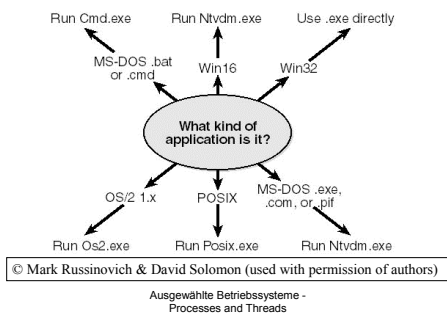 Run Cmd.exe
Run Ntvdm.exe
Use .exe directly
MS-DOS .bat
or .cmd
Win16
Win32
What kind of
application is it?
OS/2 1.x
POSIX
MS-DOS .exe,
.com, or .pif
Run Os2.exe
Run Posix.exe
Run Ntvdm.exe
© Mark Russinovich & David Solomon (used with permission of authors)
Ausgewählte Betriebssysteme -
Processes and Threads